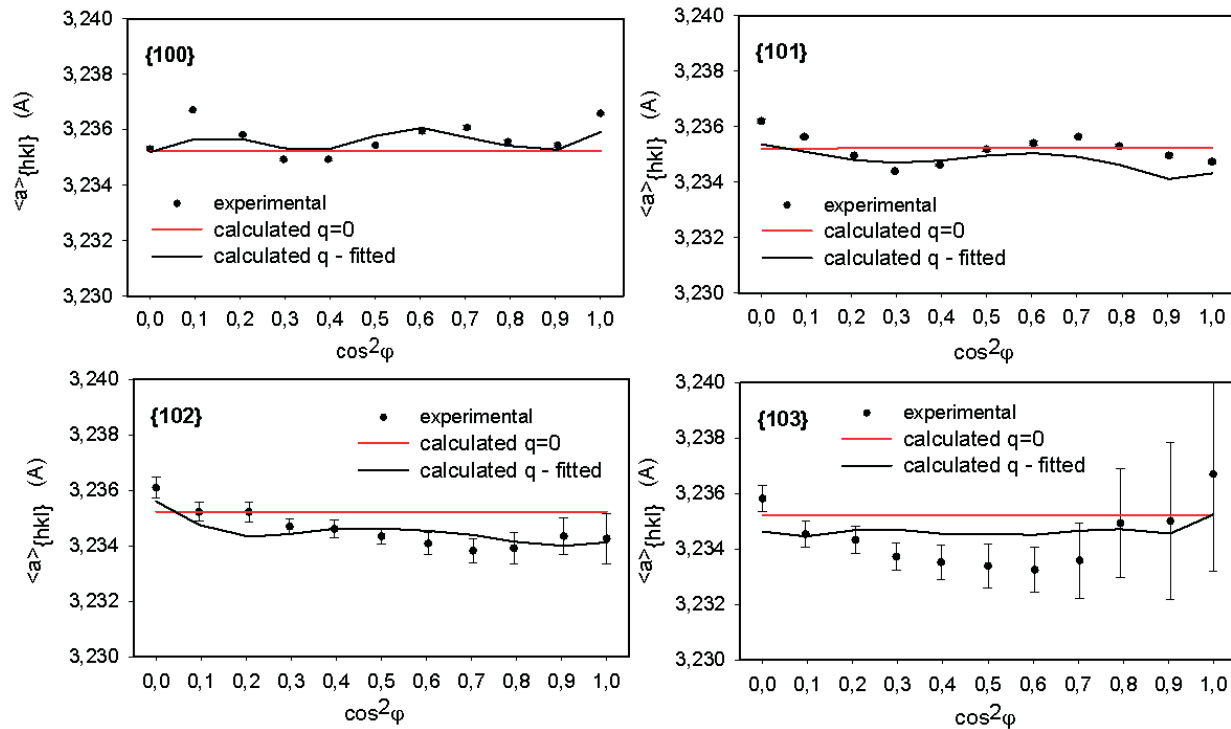 {100}
<a>{hkl} (A)
3,240
3,238
3,236
3,234
3,232
3,230
experimental
calculated q=0
calculated q - fitted
0,0 0,1 0,2 0,3 0,4 0,5 0,6 0,7 0,8 0,9 1,0
cos2φ
{101}
<a>{hkl} (A)
3,240
3,238
3,236
3,234
3,232
3,230
experimental
calculated q=0
calculated q - fitted
0,0 0,1 0,2 0,3 0,4 0,5 0,6 0,7 0,8 0,9 1,0
cos2φ
{102}
<a>{hkl} (A)
3,240
3,238
3,236
3,234
3,232
3,230
experimental
calculated q=0
calculated q - fitted
0,0 0,1 0,2 0,3 0,4 0,5 0,6 0,7 0,8 0,9 1,0
cos2φ
{103}
<a>{hkl} (A)
3,240
3,238
3,236
3,234
3,232
3,230
experimental
calculated q=0
calculated q - fitted
0,0 0,1 0,2 0,3 0,4 0,5 0,6 0,7 0,8 0,9 1,0
cos2φ